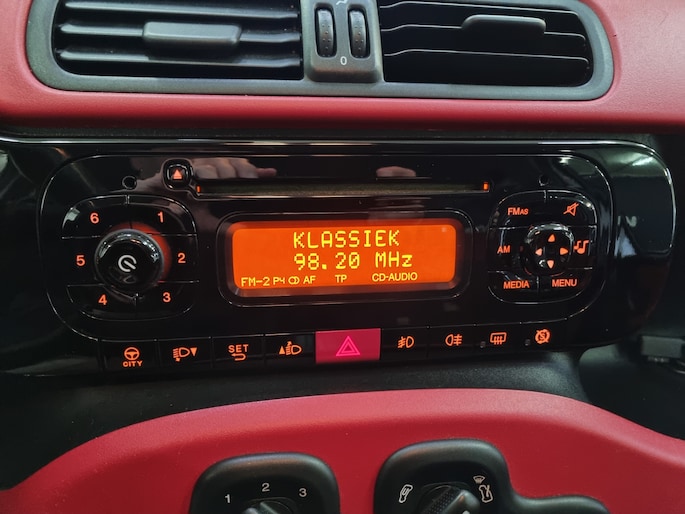 0
KLASSIEK
98.20 MHz
FM-2 P4 AF TP CD-AUDIO
6 1
5 2
4 3
FMAS
AM
MEDIA MENU
CITY
SET
1 2 3